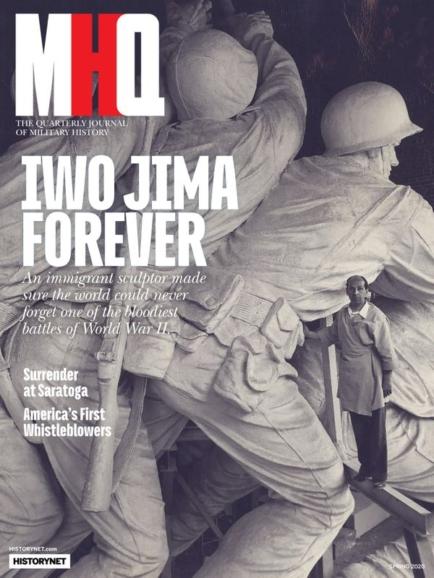 MHQ
THE QUARTERLY JOURNAL
OF MILITARY HISTORY
IWO JIMA
FOREVER
An immigrant sculptor made
sure the world could never
forget one of the bloodiest
battles of World War II.
Surrender
at Saratoga
America's First
Whistleblowers
HISTORYNET.com
HISTORYNET
SPRING 2020